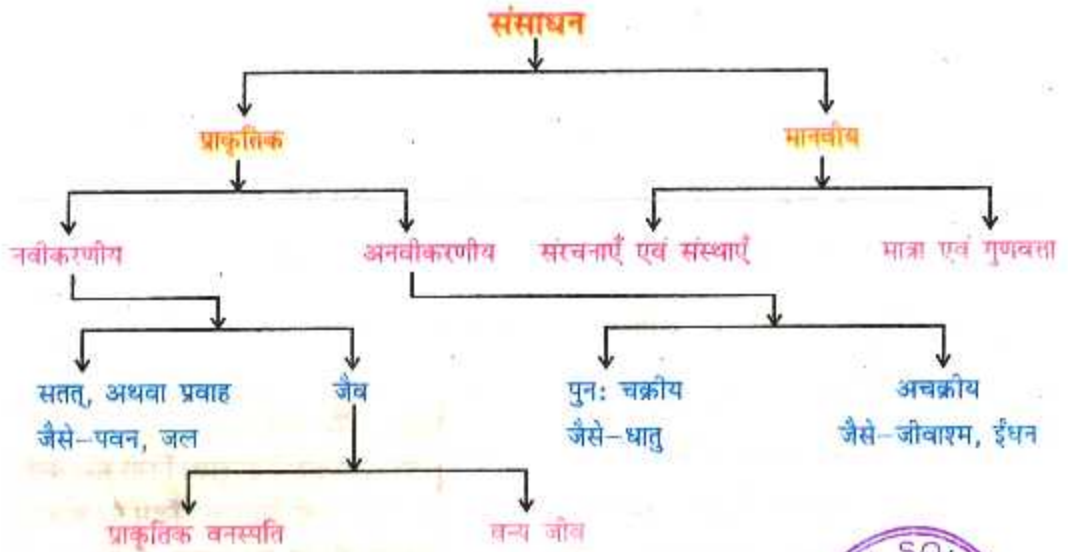 संसाधन
प्राकृतिक मानवीय
नवीकरणीय अनवीकरणीय संरचनाएँ एवं संस्थाएँ मात्रा एवं गुणवत्ता
सतत्, अथवा प्रवाह जैव पुन: चक्रीय अचक्रीय
जैसे-पवन, जल जैसे-धातु जैसे-जीवाश्म, ईंधन
प्राकृतिक वनस्पति वन्य जीव